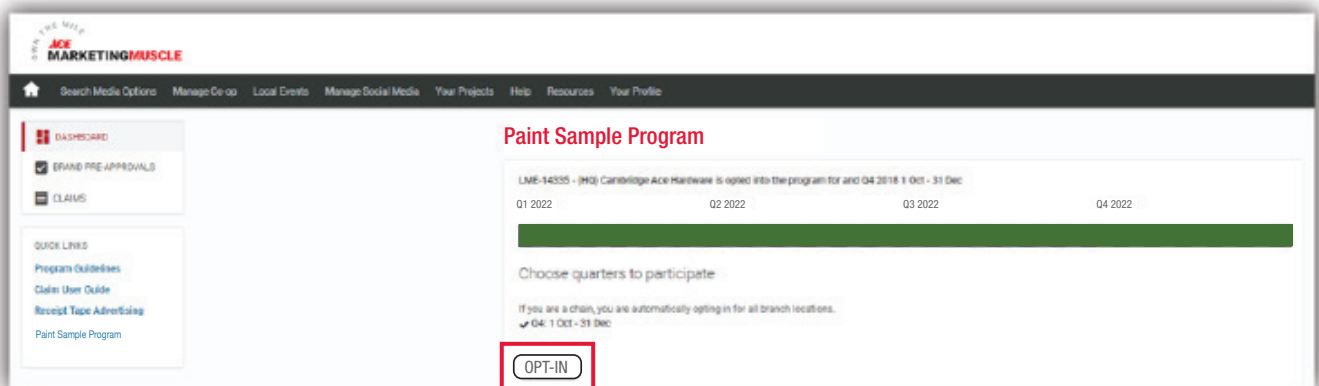 OWN THE MILE
ACE
MARKETINGMUSCLE
Search Media Options Manage Co-op Local Events Manage Social Media Your Projects Help Resources Your Profile
DASHBOARD
BRAND PRE-APPROVALS
CLAIMS
QUICK LINKS
Program Guidelines
Claim User Guide
Receipt Tape Advertising
Paint Sample Program
Paint Sample Program
LME-14335 - (HQ) Cambridge Ace Hardware is opted into the program for and Q4 2018 1 Oct - 31 Dec
Q1 2022 Q2 2022 Q3 2022 Q4 2022
Choose quarters to participate
If you are a chain, you are automatically opting in for all branch locations.
✔ Q4: 1 Oct - 31 Dec
OPT-IN